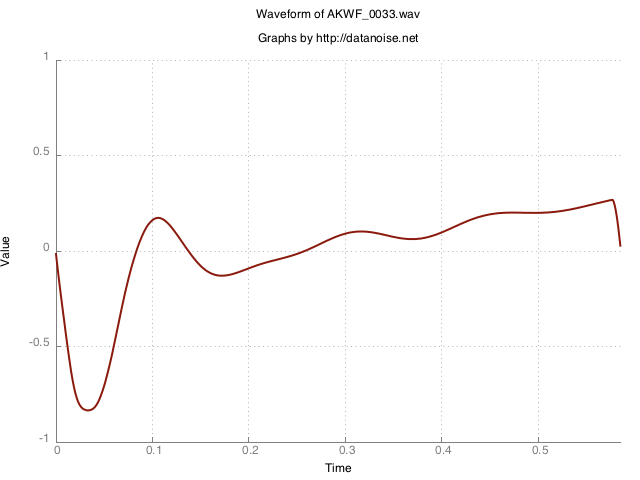 Waveform of AKWF_0033.wav
Graphs by http://datanoise.net
1
0.5
0
-0.5
-1
Value
0 0.1 0.2 0.3 0.4 0.5
Time